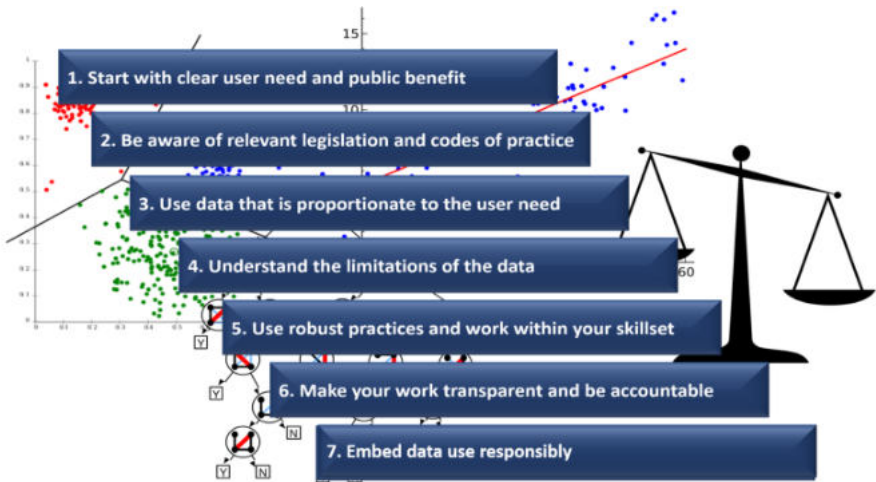 15
1. Start with clear user need and public benefit
10
2. Be aware of relevant legislation and codes of practice
3. Use data that is proportionate to the user need
4. Understand the limitations of the data
60
5. Use robust practices and work within your skillset
Y
6. Make your work transparent and be accountable
Y
N
7. Embed data use responsibly
Y
N